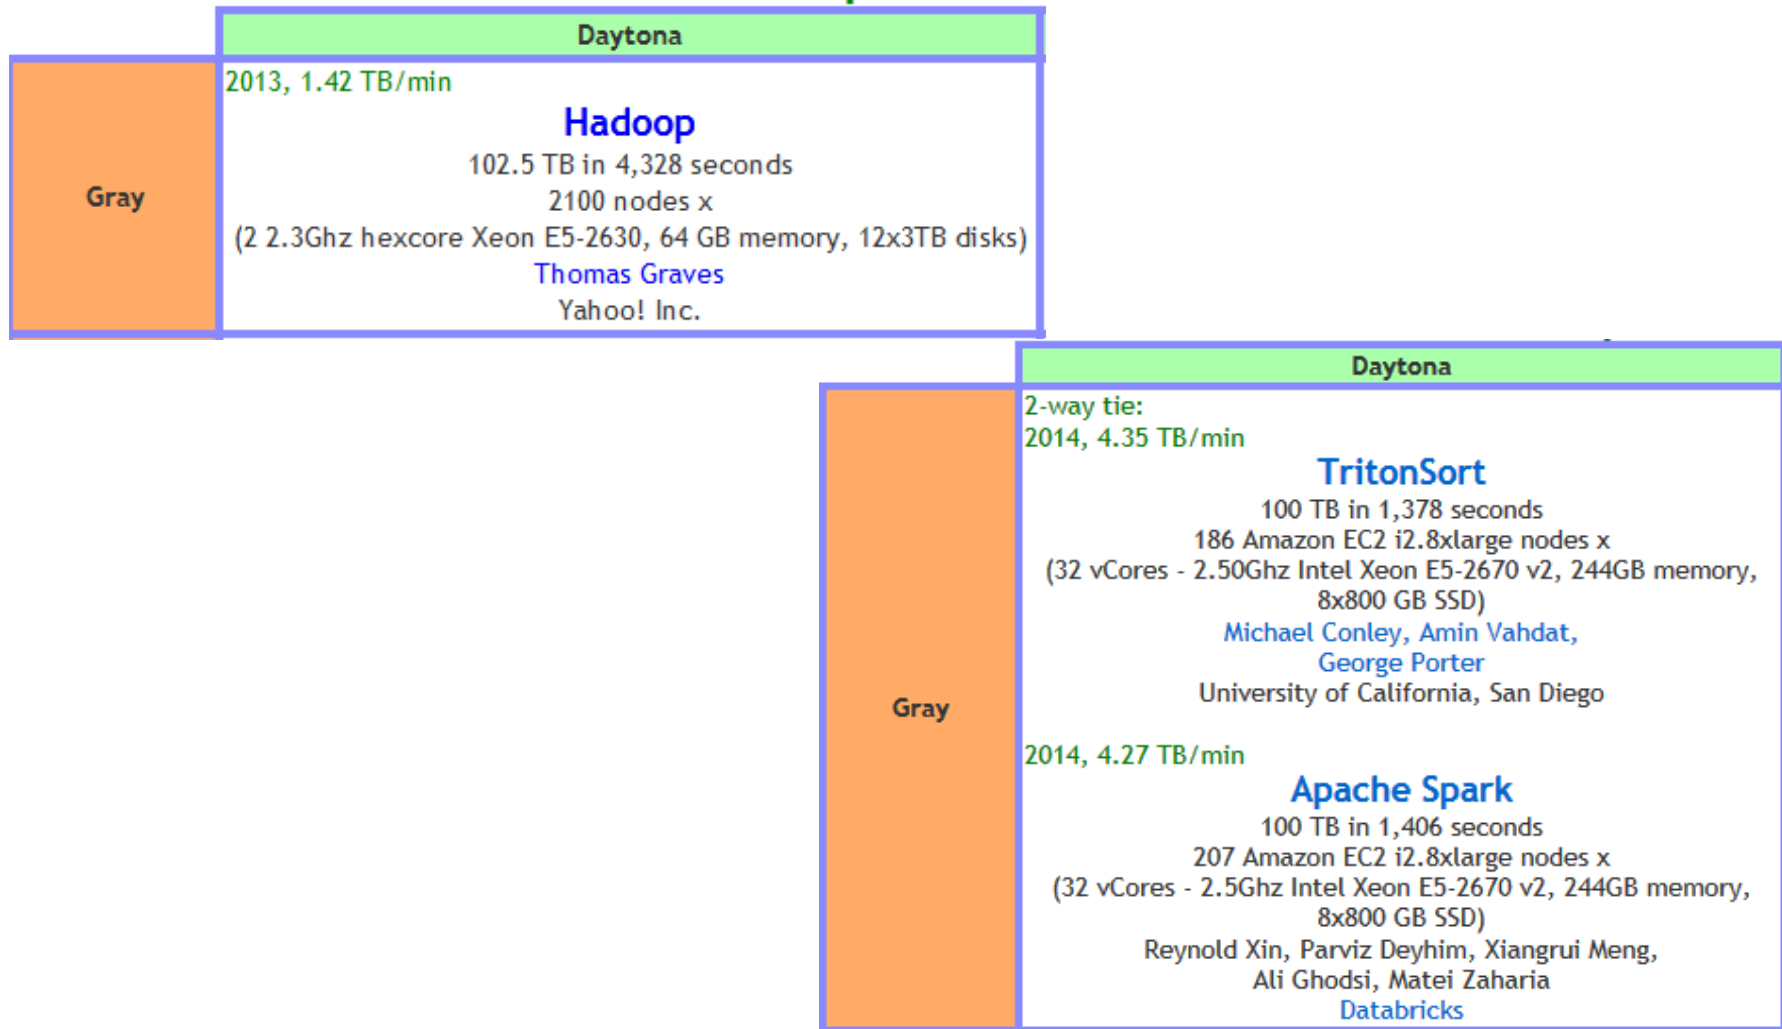 Daytona
Gray
2013, 1.42 TB/min
Hadoop
102.5 TB in 4,328 seconds
2100 nodes x
(2 2.3Ghz hexcore Xeon E5-2630, 64 GB memory, 12x3TB disks)
Thomas Graves
Yahoo! Inc.
Daytona
Gray
2-way tie:
2014, 4.35 TB/min
TritonSort
100 TB in 1,378 seconds
186 Amazon EC2 i2.8xlarge nodes x
(32 vCores - 2.50Ghz Intel Xeon E5-2670 v2, 244GB memory,
8x800 GB SSD)
Michael Conley, Amin Vahdat,
George Porter
University of California, San Diego
2014, 4.27 TB/min
Apache Spark
100 TB in 1,406 seconds
207 Amazon EC2 i2.8xlarge nodes x
(32 vCores - 2.5Ghz Intel Xeon E5-2670 v2, 244GB memory,
8x800 GB SSD)
Reynold Xin, Parviz Deyhim, Xiangrui Meng,
Ali Ghodsi, Matei Zaharia
Databricks